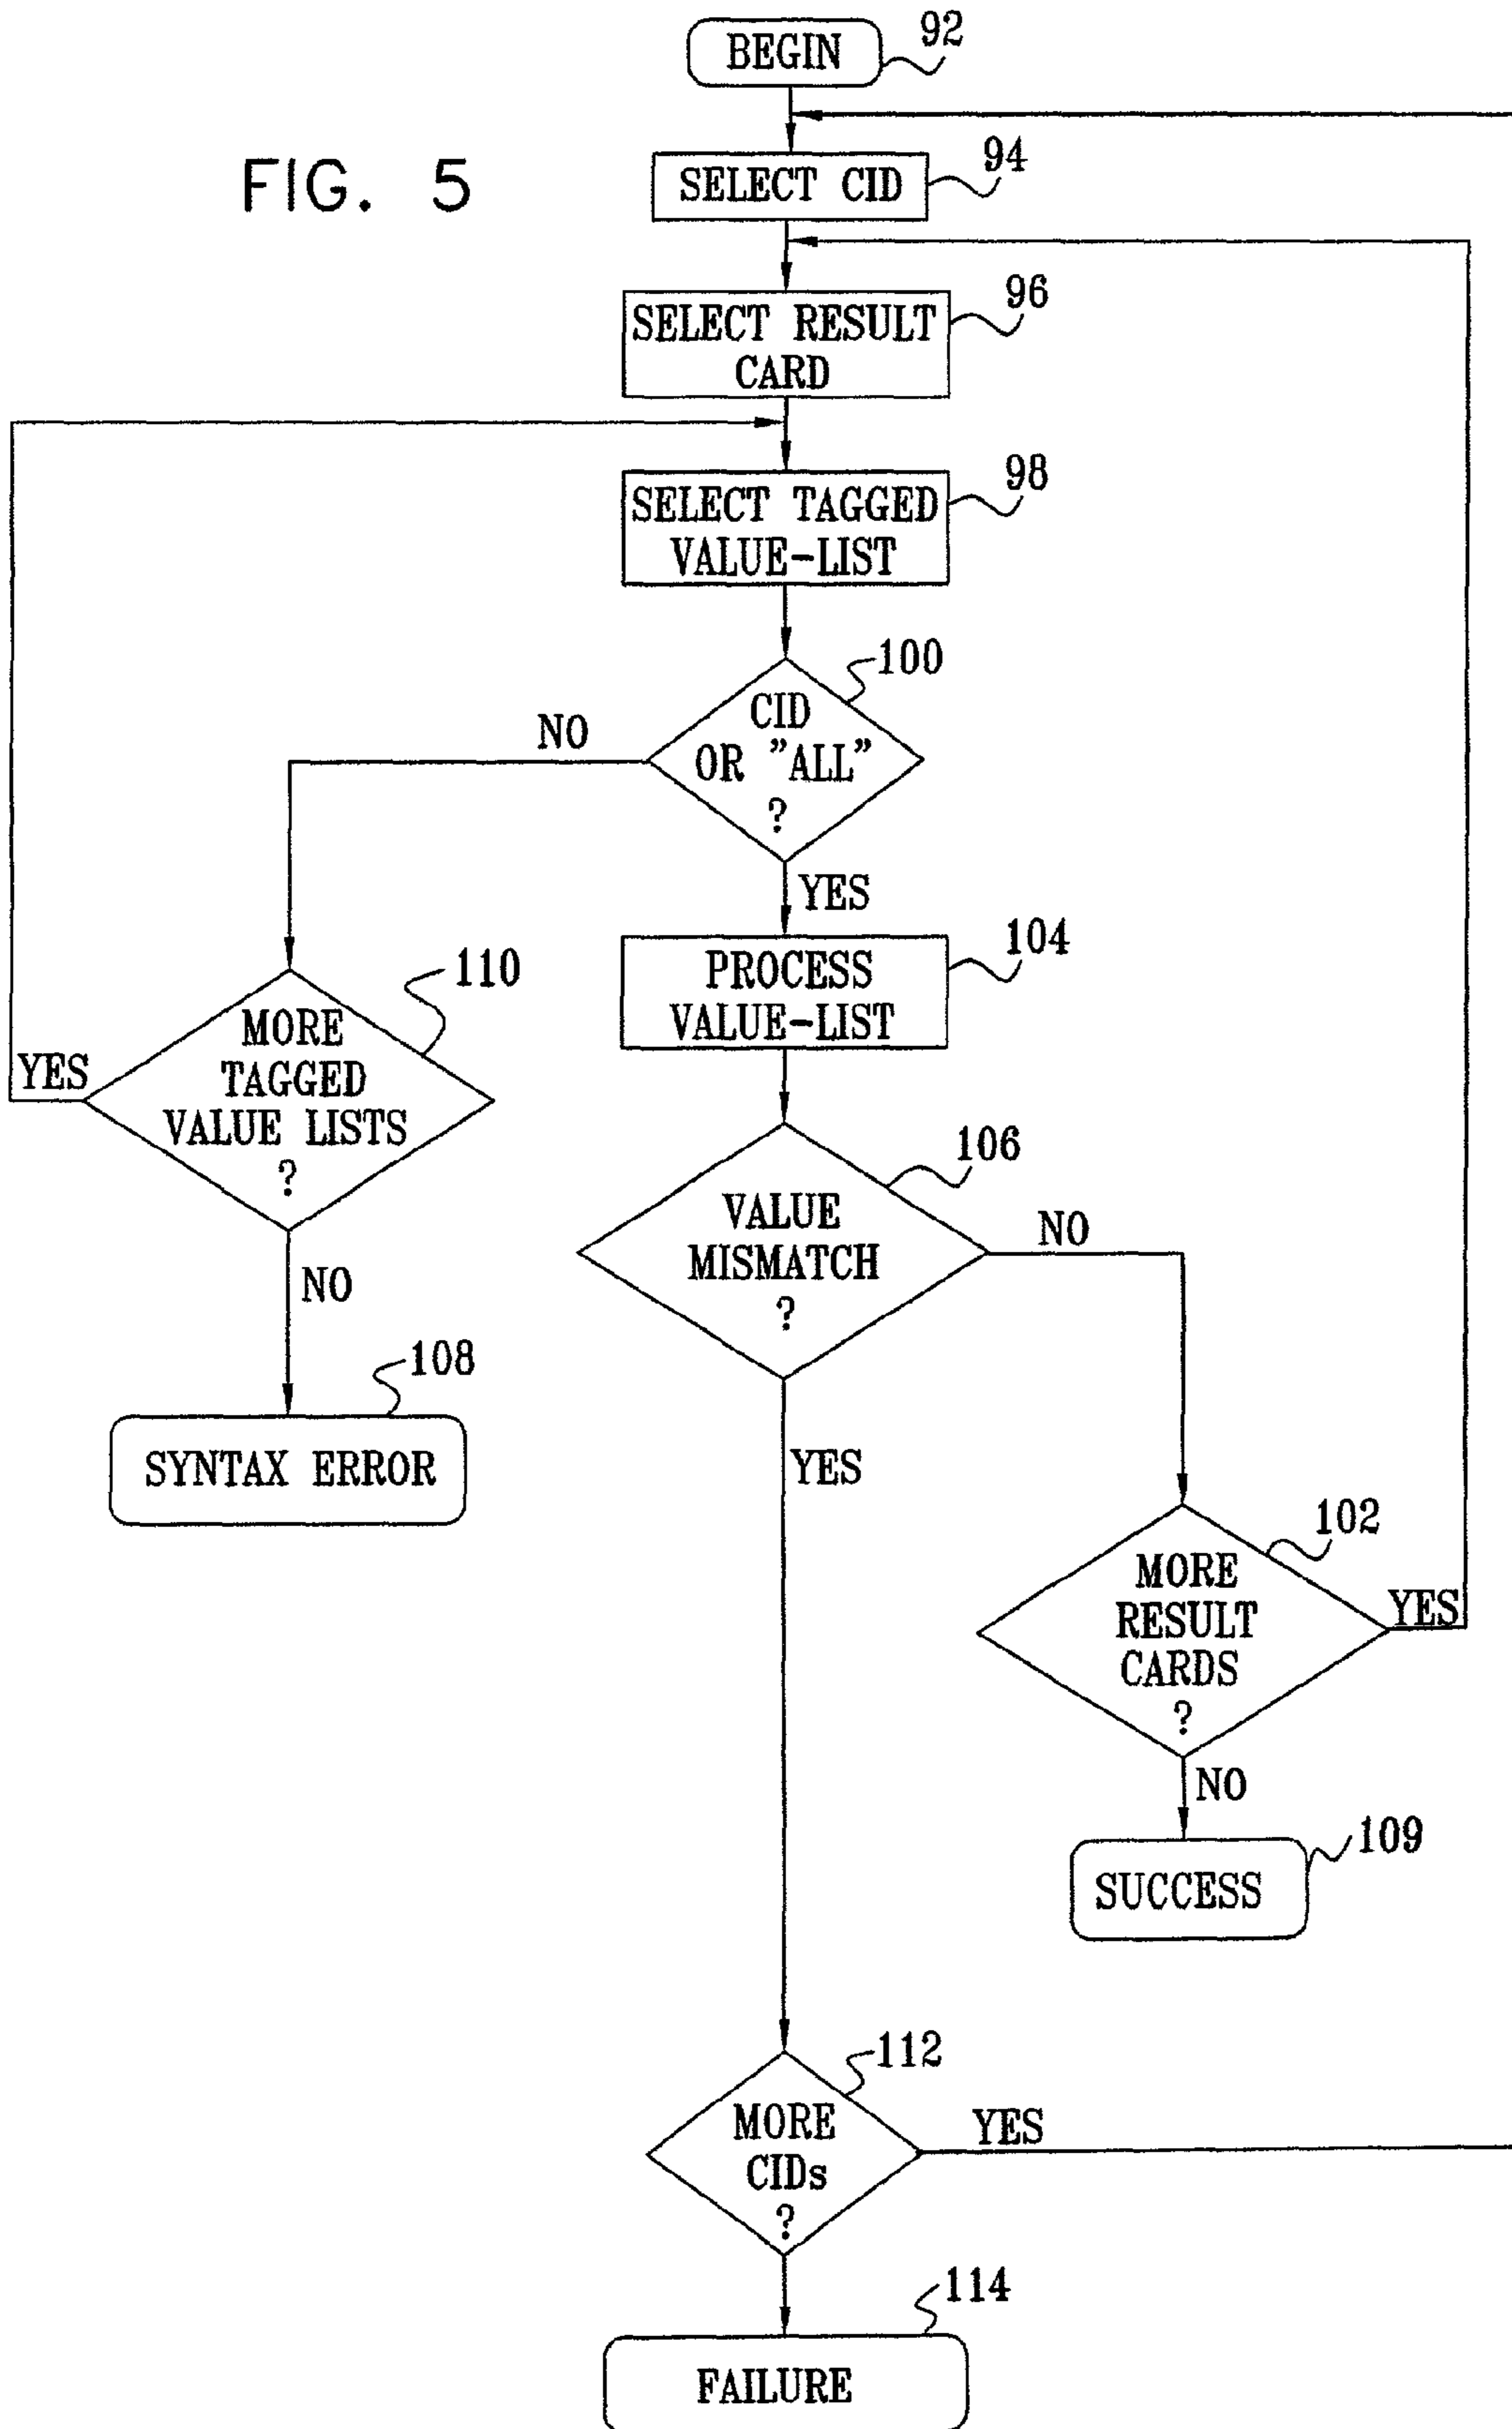 BEGIN
92
FIG. 5
SELECT CID
94
SELECT RESULT
CARD
96
SELECT TAGGED
VALUE-LIST
98
CID
OR "ALL"
?
100
NO
YES
PROCESS
VALUE-LIST
104
MORE
TAGGED
VALUE LISTS
?
110
YES
NO
VALUE
MISMATCH
?
106
NO
YES
SYNTAX ERROR
108
MORE
RESULT
CARDS
?
102
YES
NO
SUCCESS
109
MORE
CIDs
?
112
YES
FAILURE
114